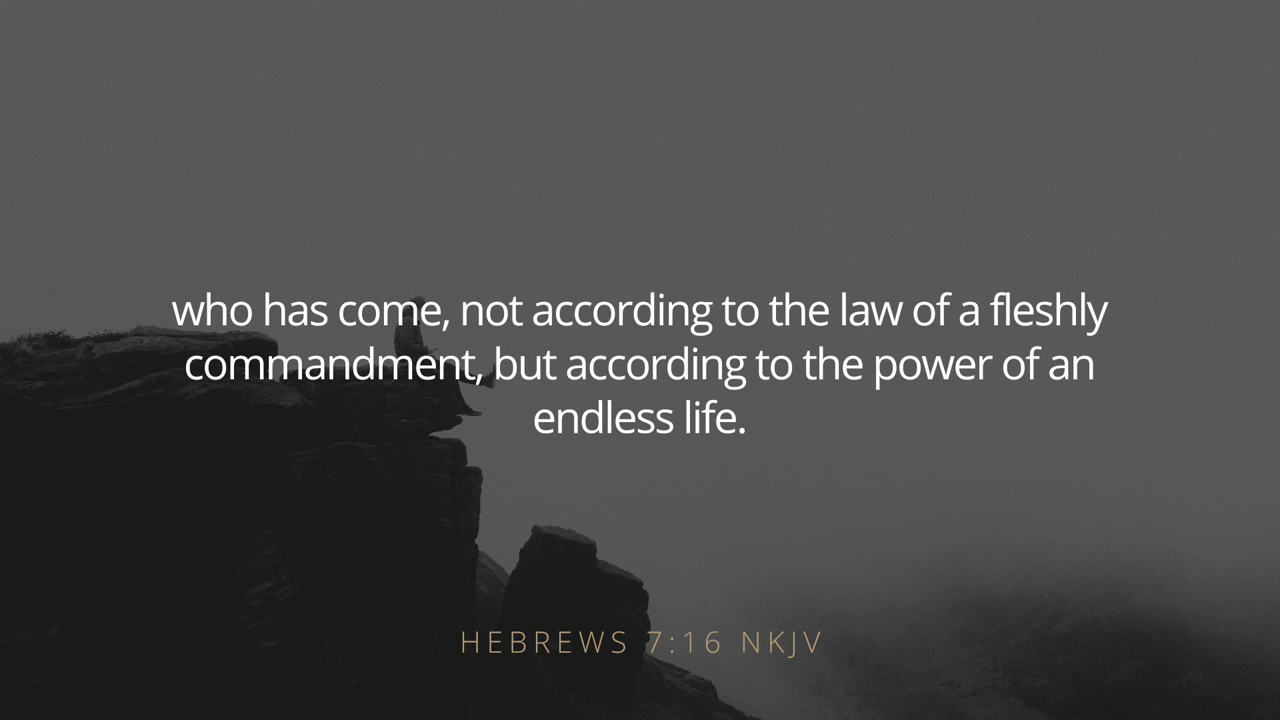 who has come, not according to the law of a fleshly
commandment, but according to the power of an
endless life.
HEBREWS 7:16 NKJV